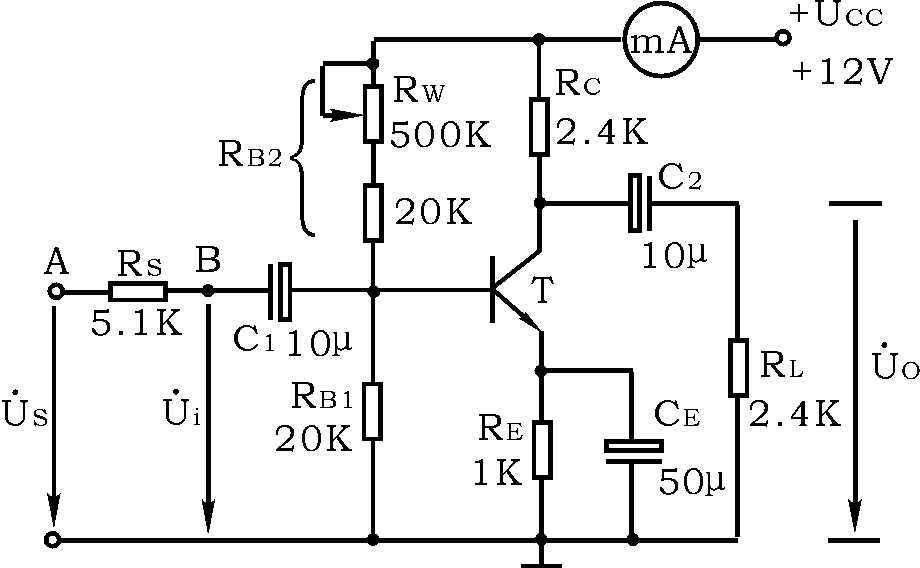 +UCC
mA
+12V
RW
500K
RC
2.4K
RB2
20K
C2
10μ
A
RS
B
5.1K
C1
10μ
T
U̇S
U̇i
RB1
20K
RE
1K
CE
50μ
RL
2.4K
U̇O